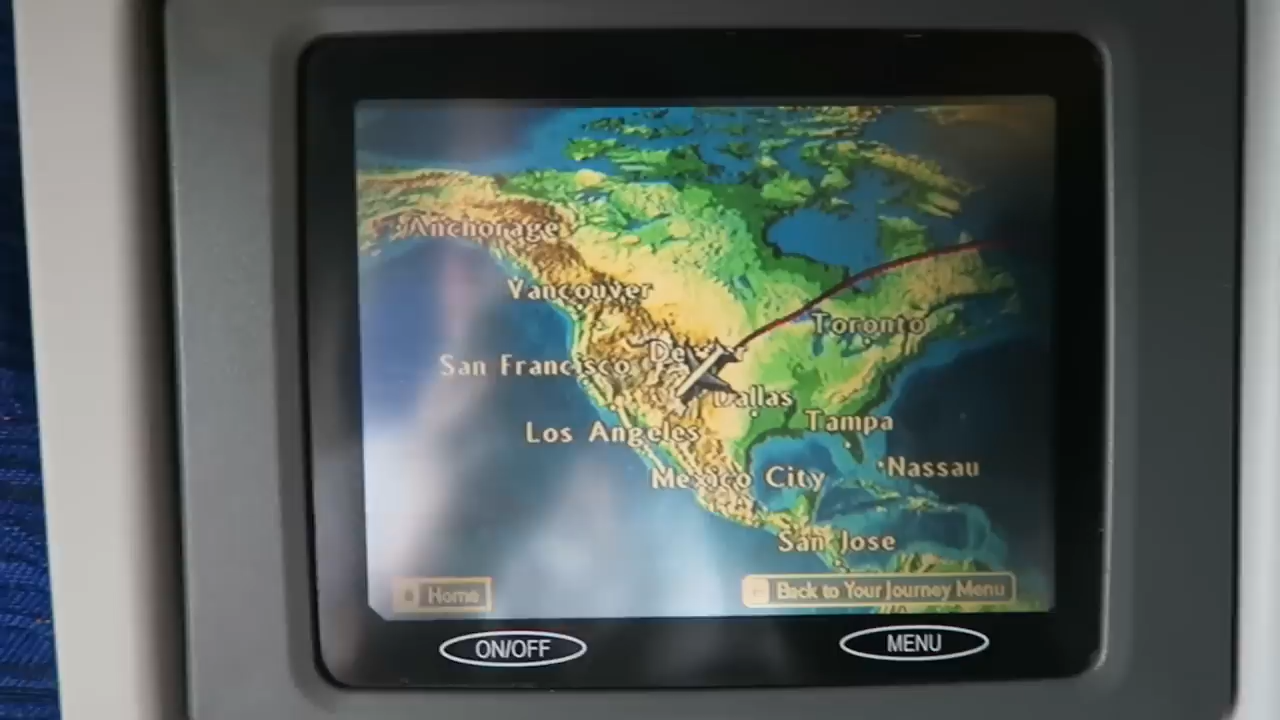 Anchorage
Vancouver
Toronto
San Francisco
Dallas
Tampa
Los Angeles
Nassau
Mexico City
San Jose
Home
Back to Your Journey Menu
ON/OFF
MENU